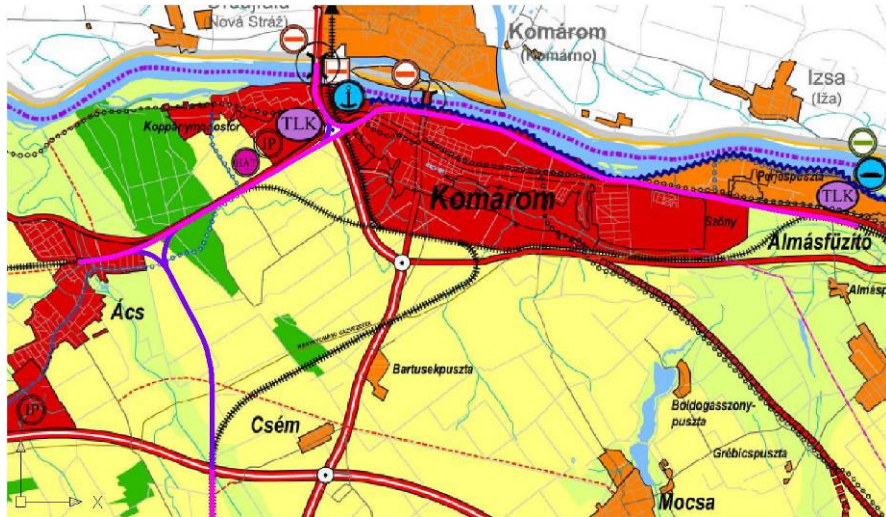 (Nová Stráž)
Komárom
(Komárno)
Izsa
(Iža)
TLK
IP
Komárom
Szőny
TLK
Almásfüzitő
Ács
Bartusekpuszta
Csém
IP
Boldogasszony-
puszta
Grébicspuszta
Mocsa
X